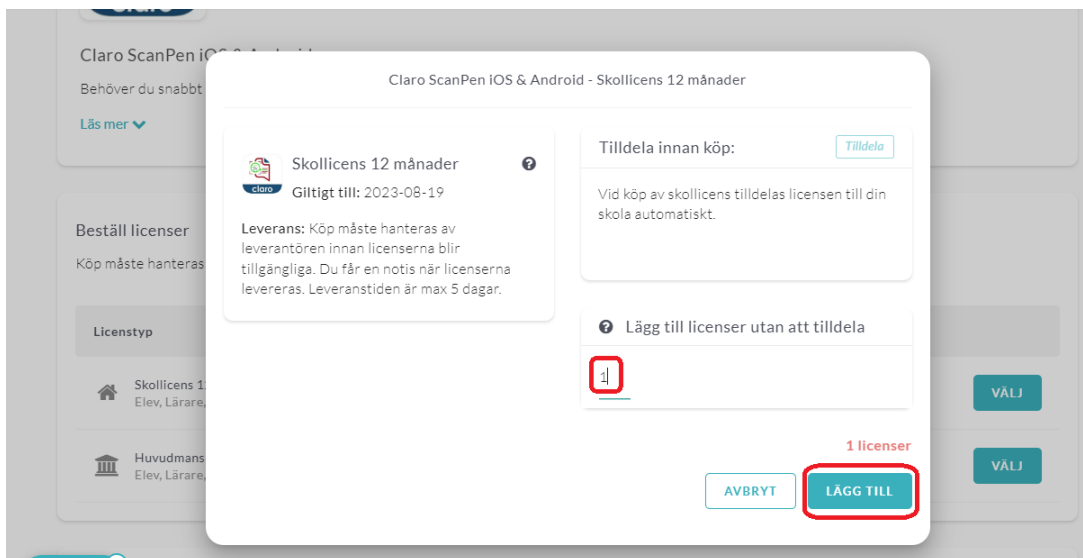 Claro ScanPen
Behöver du snabbt
Läs mer
Beställ licenser
Köp måste hanteras
Licenstyp
Skollicens
Elev, Lärare,
VÄLJ
Huvudmans
Elev, Lärare,
VÄLJ
Claro ScanPen iOS & Android - Skollicens 12 månader
claro
Skollicens 12 månader
Giltigt till: 2023-08-19
Leverans: Köp måste hanteras av
leverantören innan licenserna blir
tillgängliga. Du får en notis när licenserna
levereras. Leveranstiden är max 5 dagar.
Tilldela innan köp:
Tilldela
Vid köp av skollicens tilldelas licensen till din
skola automatiskt.
Lägg till licenser utan att tilldela
1
1 licenser
AVBRYT
LÄGG TILL